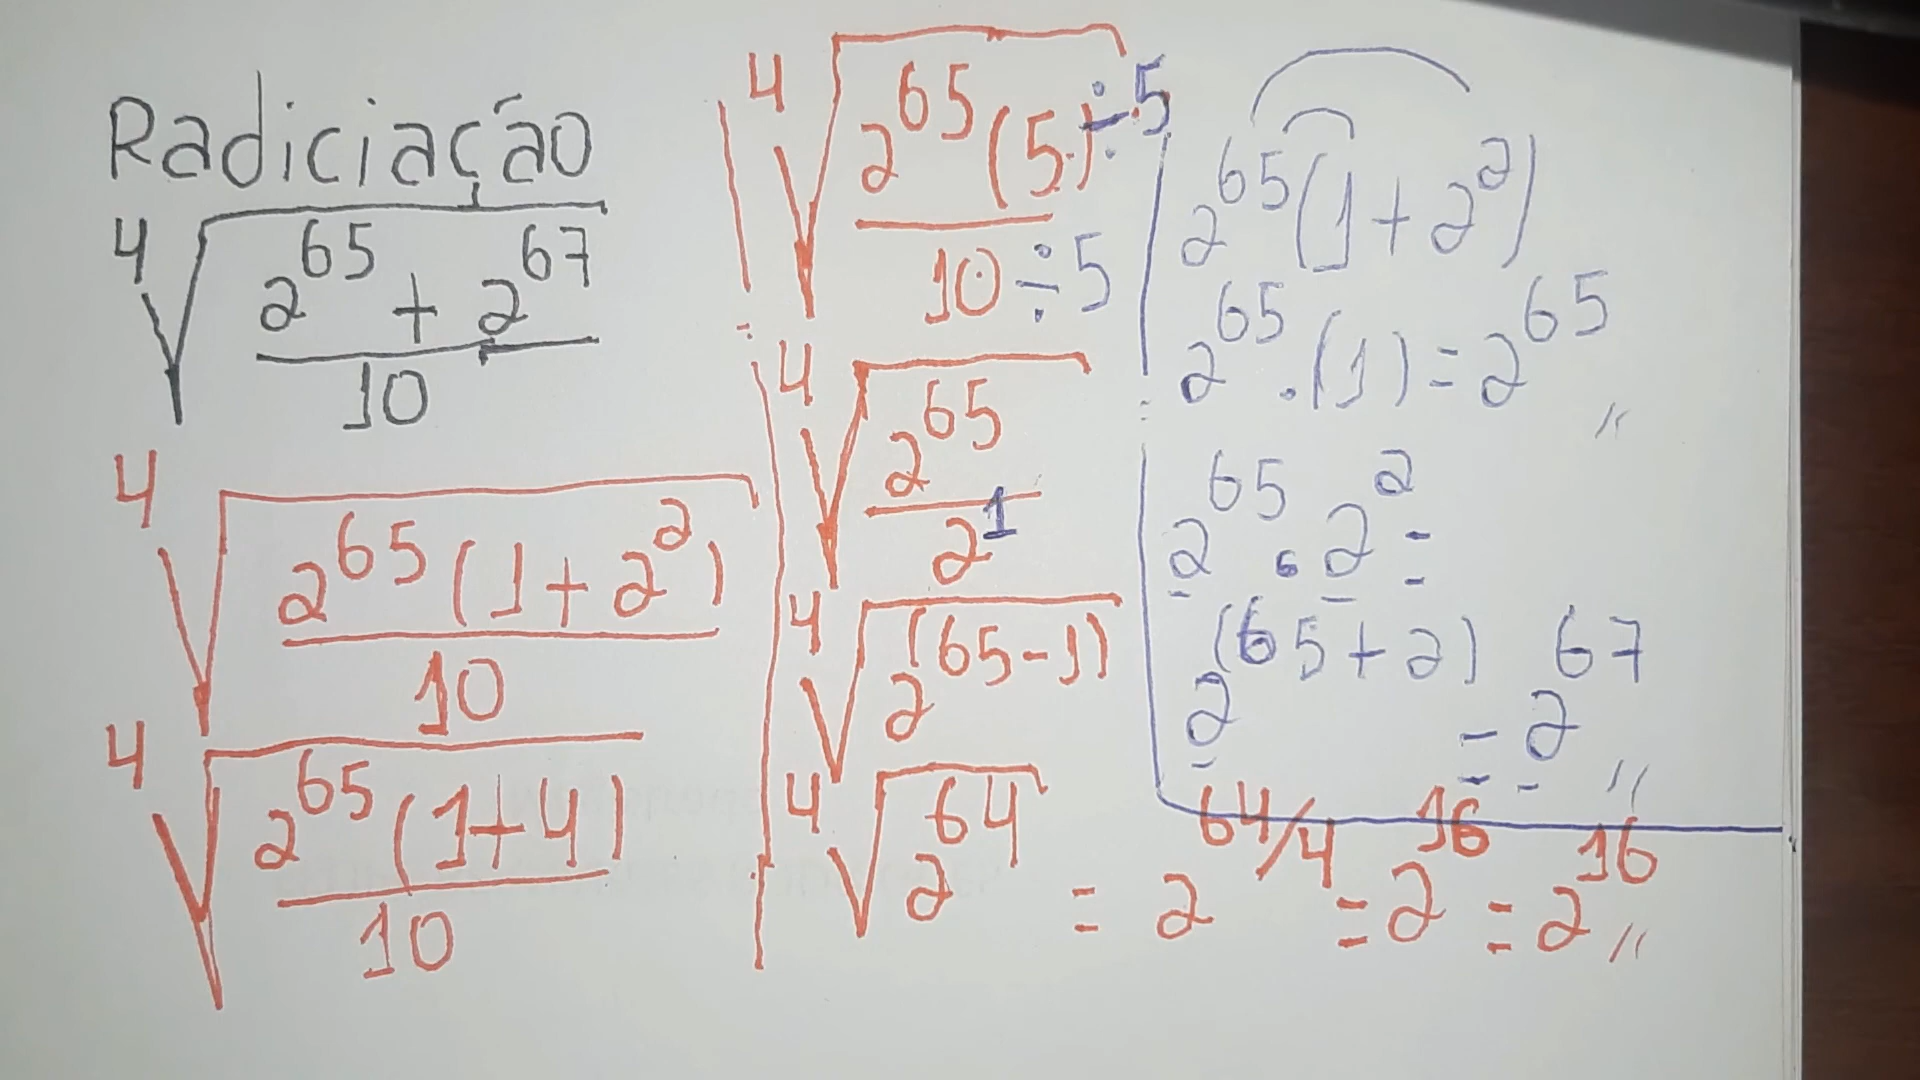 Radiciação
⁴√((2⁶⁵ + 2⁶⁷)/10)
⁴√((2⁶⁵(1+2²))/10)
⁴√((2⁶⁵(1+4))/10)
⁴√((2⁶⁵(5) ÷5)/(10 ÷5))
⁴√(2⁶⁵/2¹)
⁴√(2⁽⁶⁵⁻¹⁾)
⁴√(2⁶⁴) = 2^(64/4) = 2¹⁶ = 2¹⁶ //
2⁶⁵(1+2²)
2⁶⁵ . (1) = 2⁶⁵ //
2⁶⁵ . 2² =
2⁽⁶⁵⁺²⁾ = 2⁶⁷ //